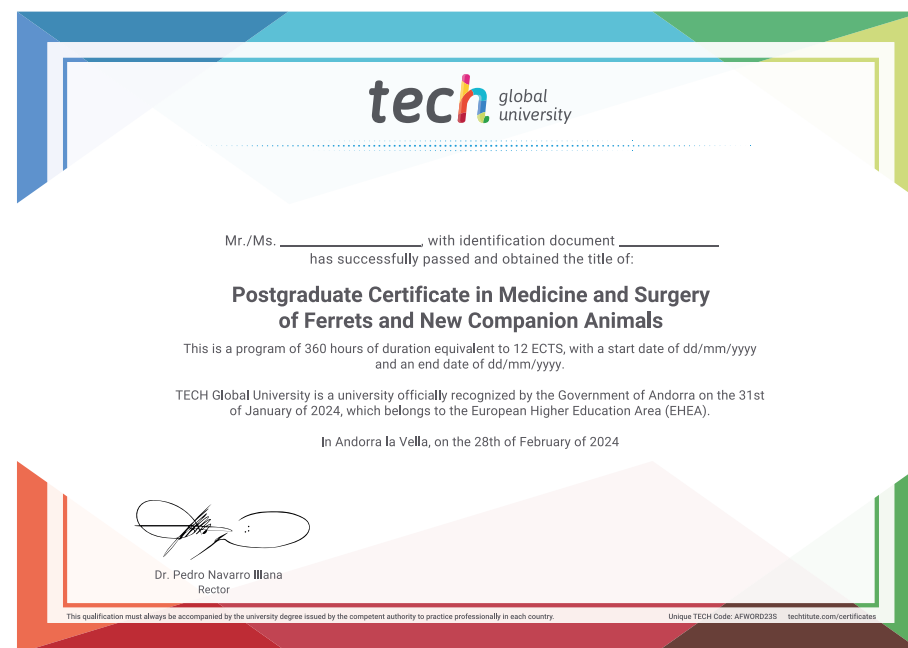 tech global university
Mr./Ms. ______________, with identification document __________
has successfully passed and obtained the title of:
Postgraduate Certificate in Medicine and Surgery
of Ferrets and New Companion Animals
This is a program of 360 hours of duration equivalent to 12 ECTS, with a start date of dd/mm/yyyy
and an end date of dd/mm/yyyy.
TECH Global University is a university officially recognized by the Government of Andorra on the 31st
of January of 2024, which belongs to the European Higher Education Area (EHEA).
In Andorra la Vella, on the 28th of February of 2024
Dr. Pedro Navarro Illana
Rector
This qualification must always be accompanied by the university degree issued by the competent authority to practice professionally in each country.
Unique TECH Code: AFWORD23S techtitute.com/certificates